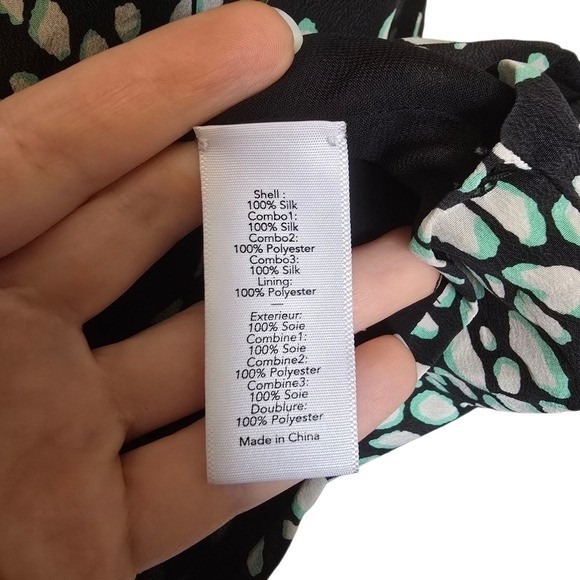 Shell :
100% Silk
Combo1:
100% Silk
Combo2:
100% Polyester
Combo3:
100% Silk
Lining:
100% Polyester
—
Exterieur:
100% Soie
Combine1:
100% Soie
Combine2:
100% Polyester
Combine3:
100% Soie
Doublure:
100% Polyester
Made in China